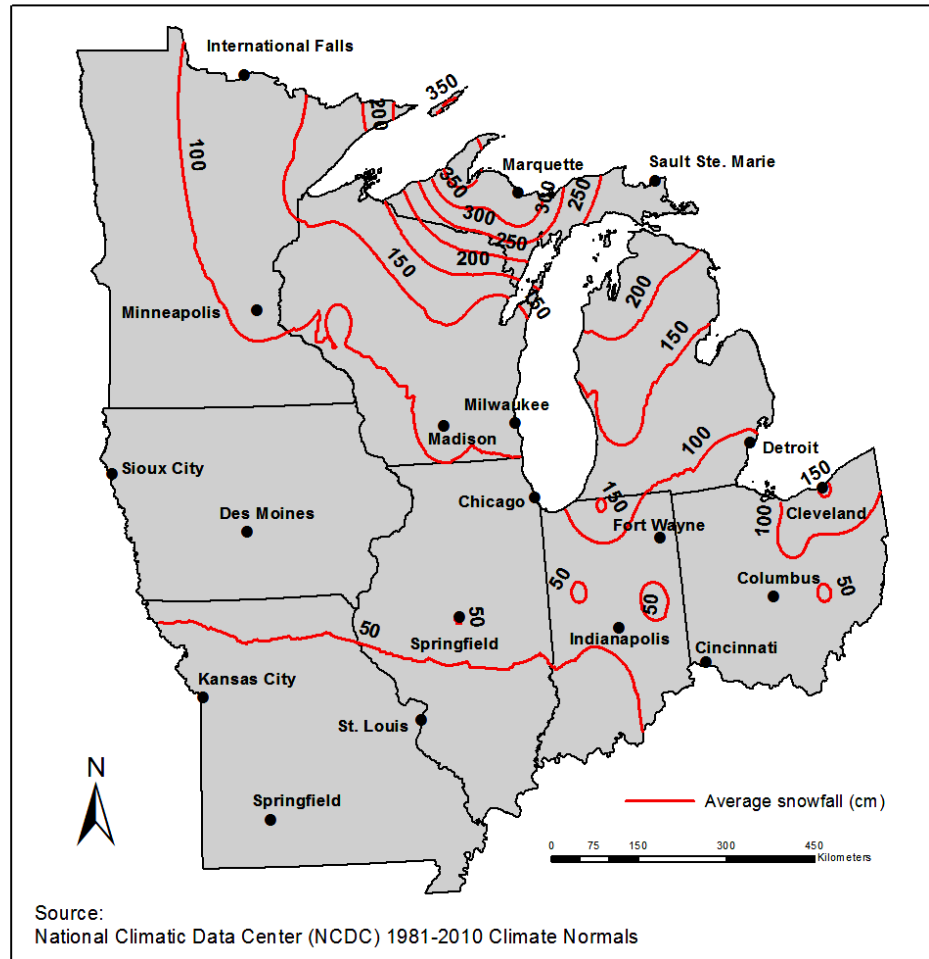 International Falls
350
200
100
Marquette
Sault Ste. Marie
350
300
300
250
250
200
150
150
200
150
Minneapolis
Milwaukee
Madison
100
Detroit
Sioux City
150
Chicago
150
Cleveland
100
Fort Wayne
Des Moines
50
50
Columbus
50
50
50
Springfield
Indianapolis
Cincinnati
Kansas City
St. Louis
Springfield
N
Average snowfall (cm)
0 75 150 300 450
Kilometers
Source:
National Climatic Data Center (NCDC) 1981-2010 Climate Normals